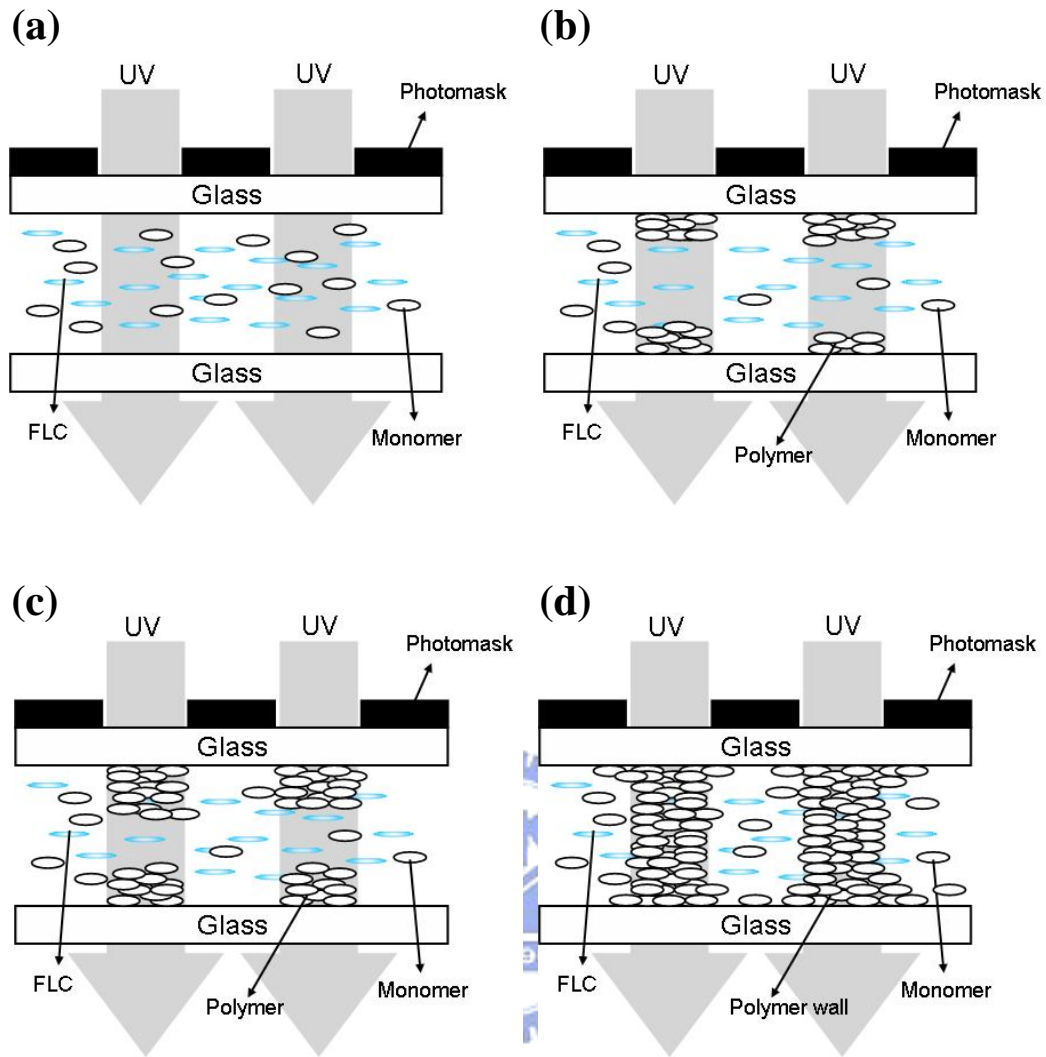 (a)
UV
UV
Photomask
Glass
Glass
FLC
Monomer
(b)
UV
UV
Photomask
Glass
Glass
FLC
Polymer
Monomer
(c)
UV
UV
Photomask
Glass
Glass
FLC
Polymer
Monomer
(d)
UV
UV
Photomask
Glass
Glass
FLC
Polymer wall
Monomer